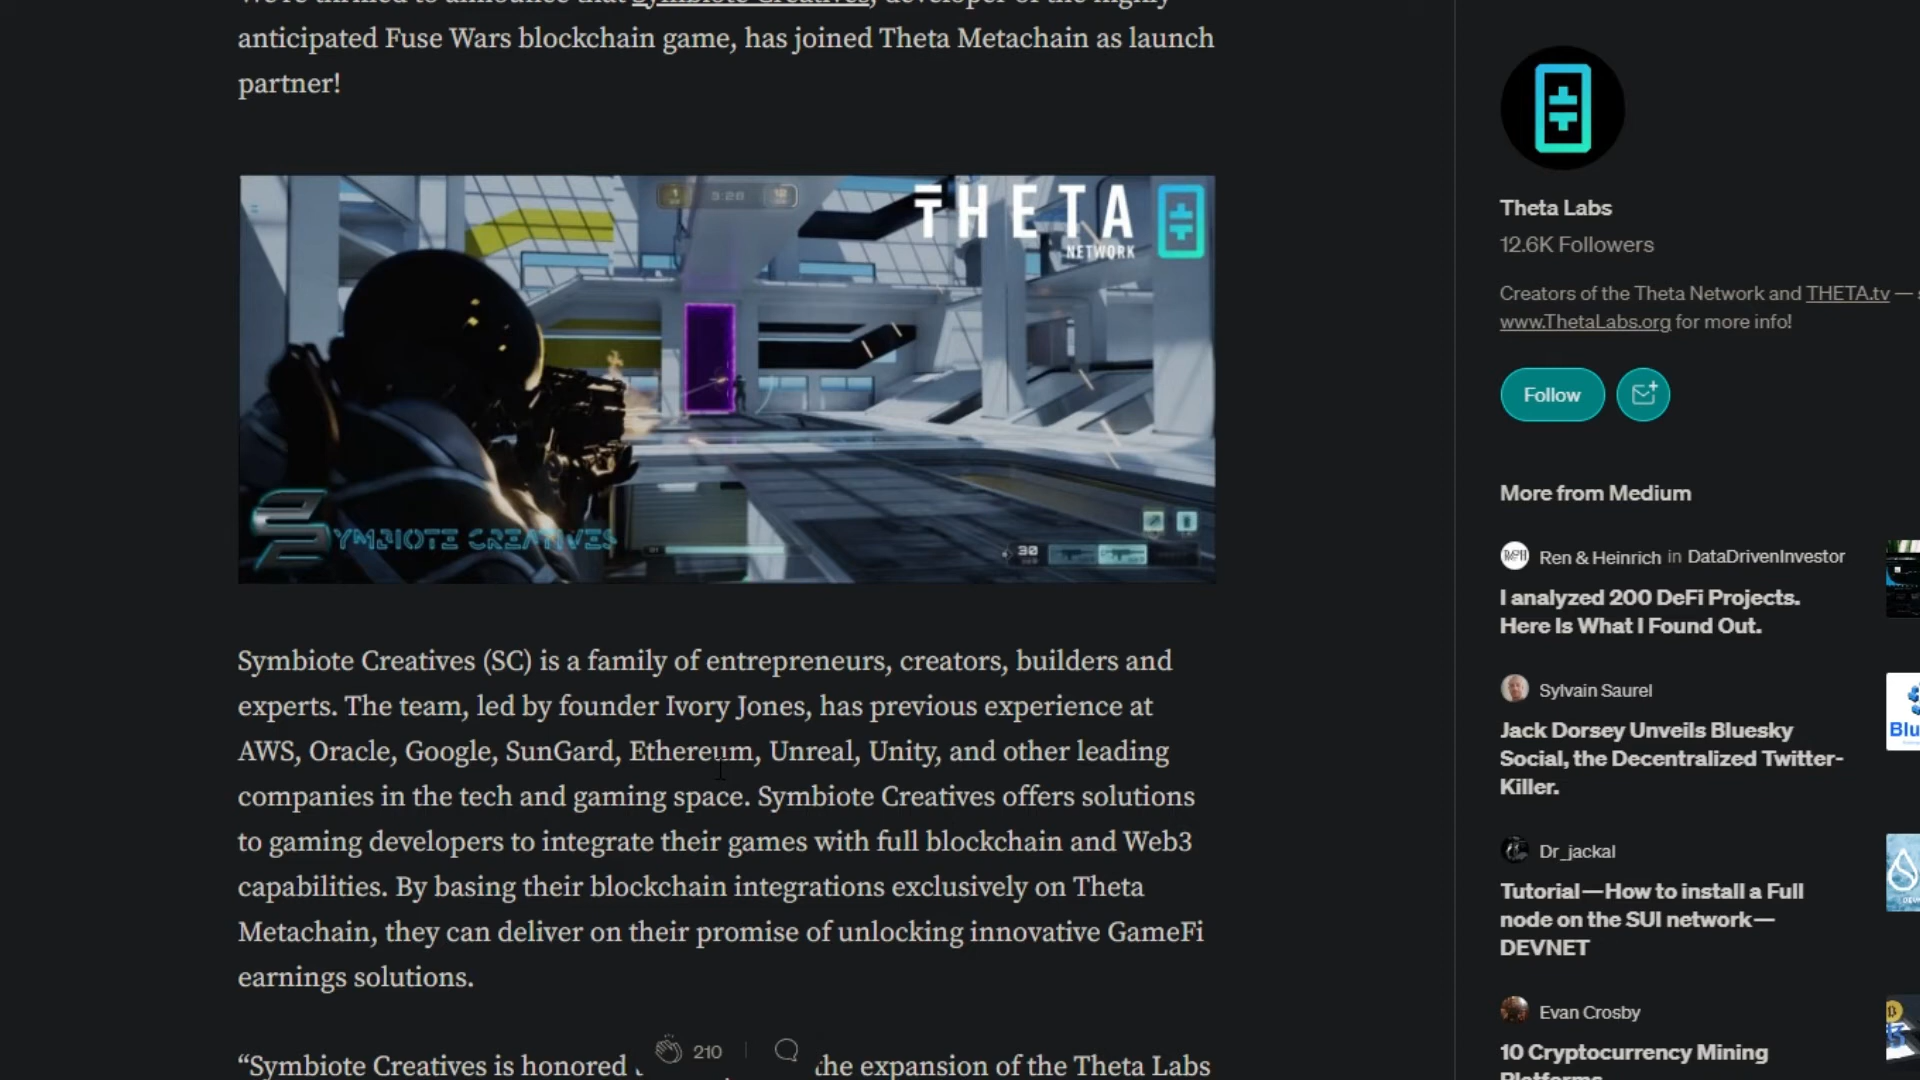 anticipated Fuse Wars blockchain game, has joined Theta Metachain as launch
partner!
1
3:28
12
THETA
NETWORK
SYMBIOTE CREATIVES
30
Symbiote Creatives (SC) is a family of entrepreneurs, creators, builders and
experts. The team, led by founder Ivory Jones, has previous experience at
AWS, Oracle, Google, SunGard, Ethereum, Unreal, Unity, and other leading
companies in the tech and gaming space. Symbiote Creatives offers solutions
to gaming developers to integrate their games with full blockchain and Web3
capabilities. By basing their blockchain integrations exclusively on Theta
Metachain, they can deliver on their promise of unlocking innovative GameFi
earnings solutions.
“Symbiote Creatives is honored the expansion of the Theta Labs
210
Theta Labs
12.6K Followers
Creators of the Theta Network and THETA.tv —
www.ThetaLabs.org for more info!
Follow
More from Medium
Ren & Heinrich in DataDrivenInvestor
I analyzed 200 DeFi Projects.
Here Is What I Found Out.
Sylvain Saurel
Jack Dorsey Unveils Bluesky
Social, the Decentralized Twitter-
Killer.
Blu
Dr_jackal
Tutorial — How to install a Full
node on the SUI network —
DEVNET
Evan Crosby
10 Cryptocurrency Mining